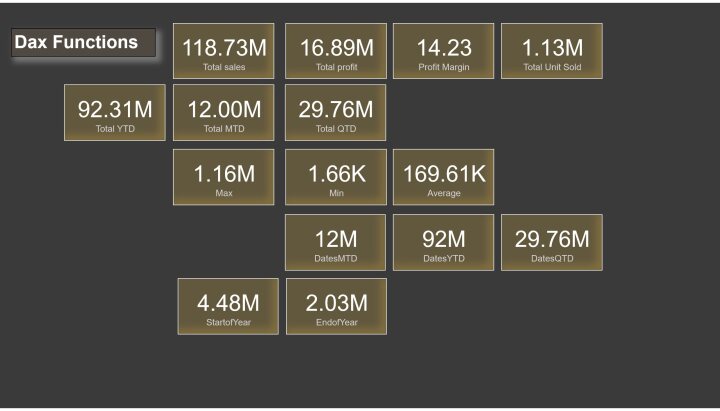 Dax Functions
118.73M 16.89M 14.23 1.13M
Total sales Total profit Profit Margin Total Unit Sold
92.31M 12.00M 29.76M
Total YTD Total MTD Total QTD
1.16M 1.66K 169.61K
Max Min Average
12M 92M 29.76M
DatesMTD DatesYTD DatesQTD
4.48M 2.03M
StartofYear EndofYear